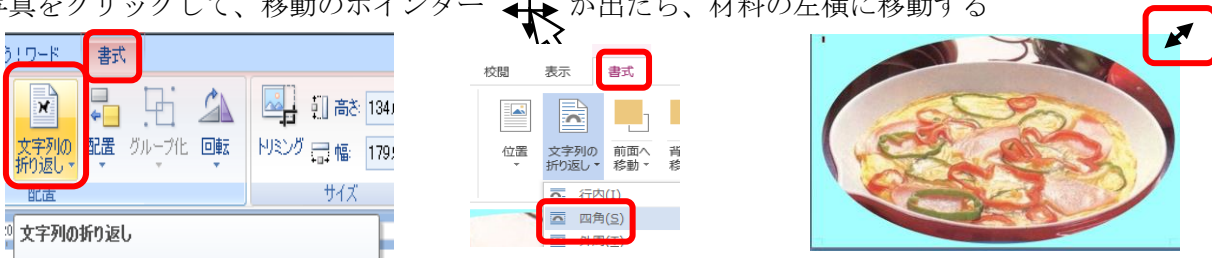 写真をクリックして、移動のポインター が出たら、材料の左横に移動する
う!ワード 書式
文字列の
折り返し
配置
グループ化
回転
トリミング
高さ: 134.
幅: 179.
配置
サイズ
文字列の折り返し
校閲 表示 書式
位置
文字列の
折り返し
前面へ
移動
背
移
行内(I)
四角(S)
外周(E)